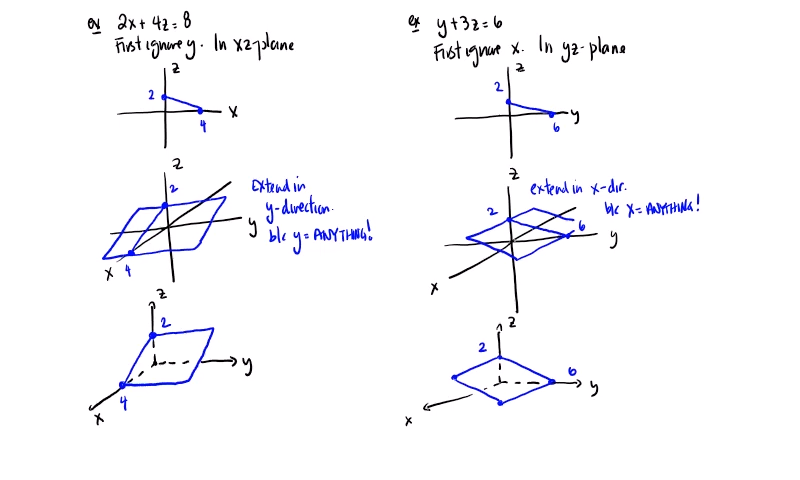 ex 2x + 4z = 8
First ignore y. In xz-plane
z
2
x
4
z
2
Extend in
y-direction.
y
b/c y = ANYTHING!
x 4
z
2
y
4
x
ex y + 3z = 6
First ignore x. In yz-plane
z
2
y
6
z
extend in x-dir.
2
b/c x = ANYTHING!
6
y
x
z
2
6
y
x